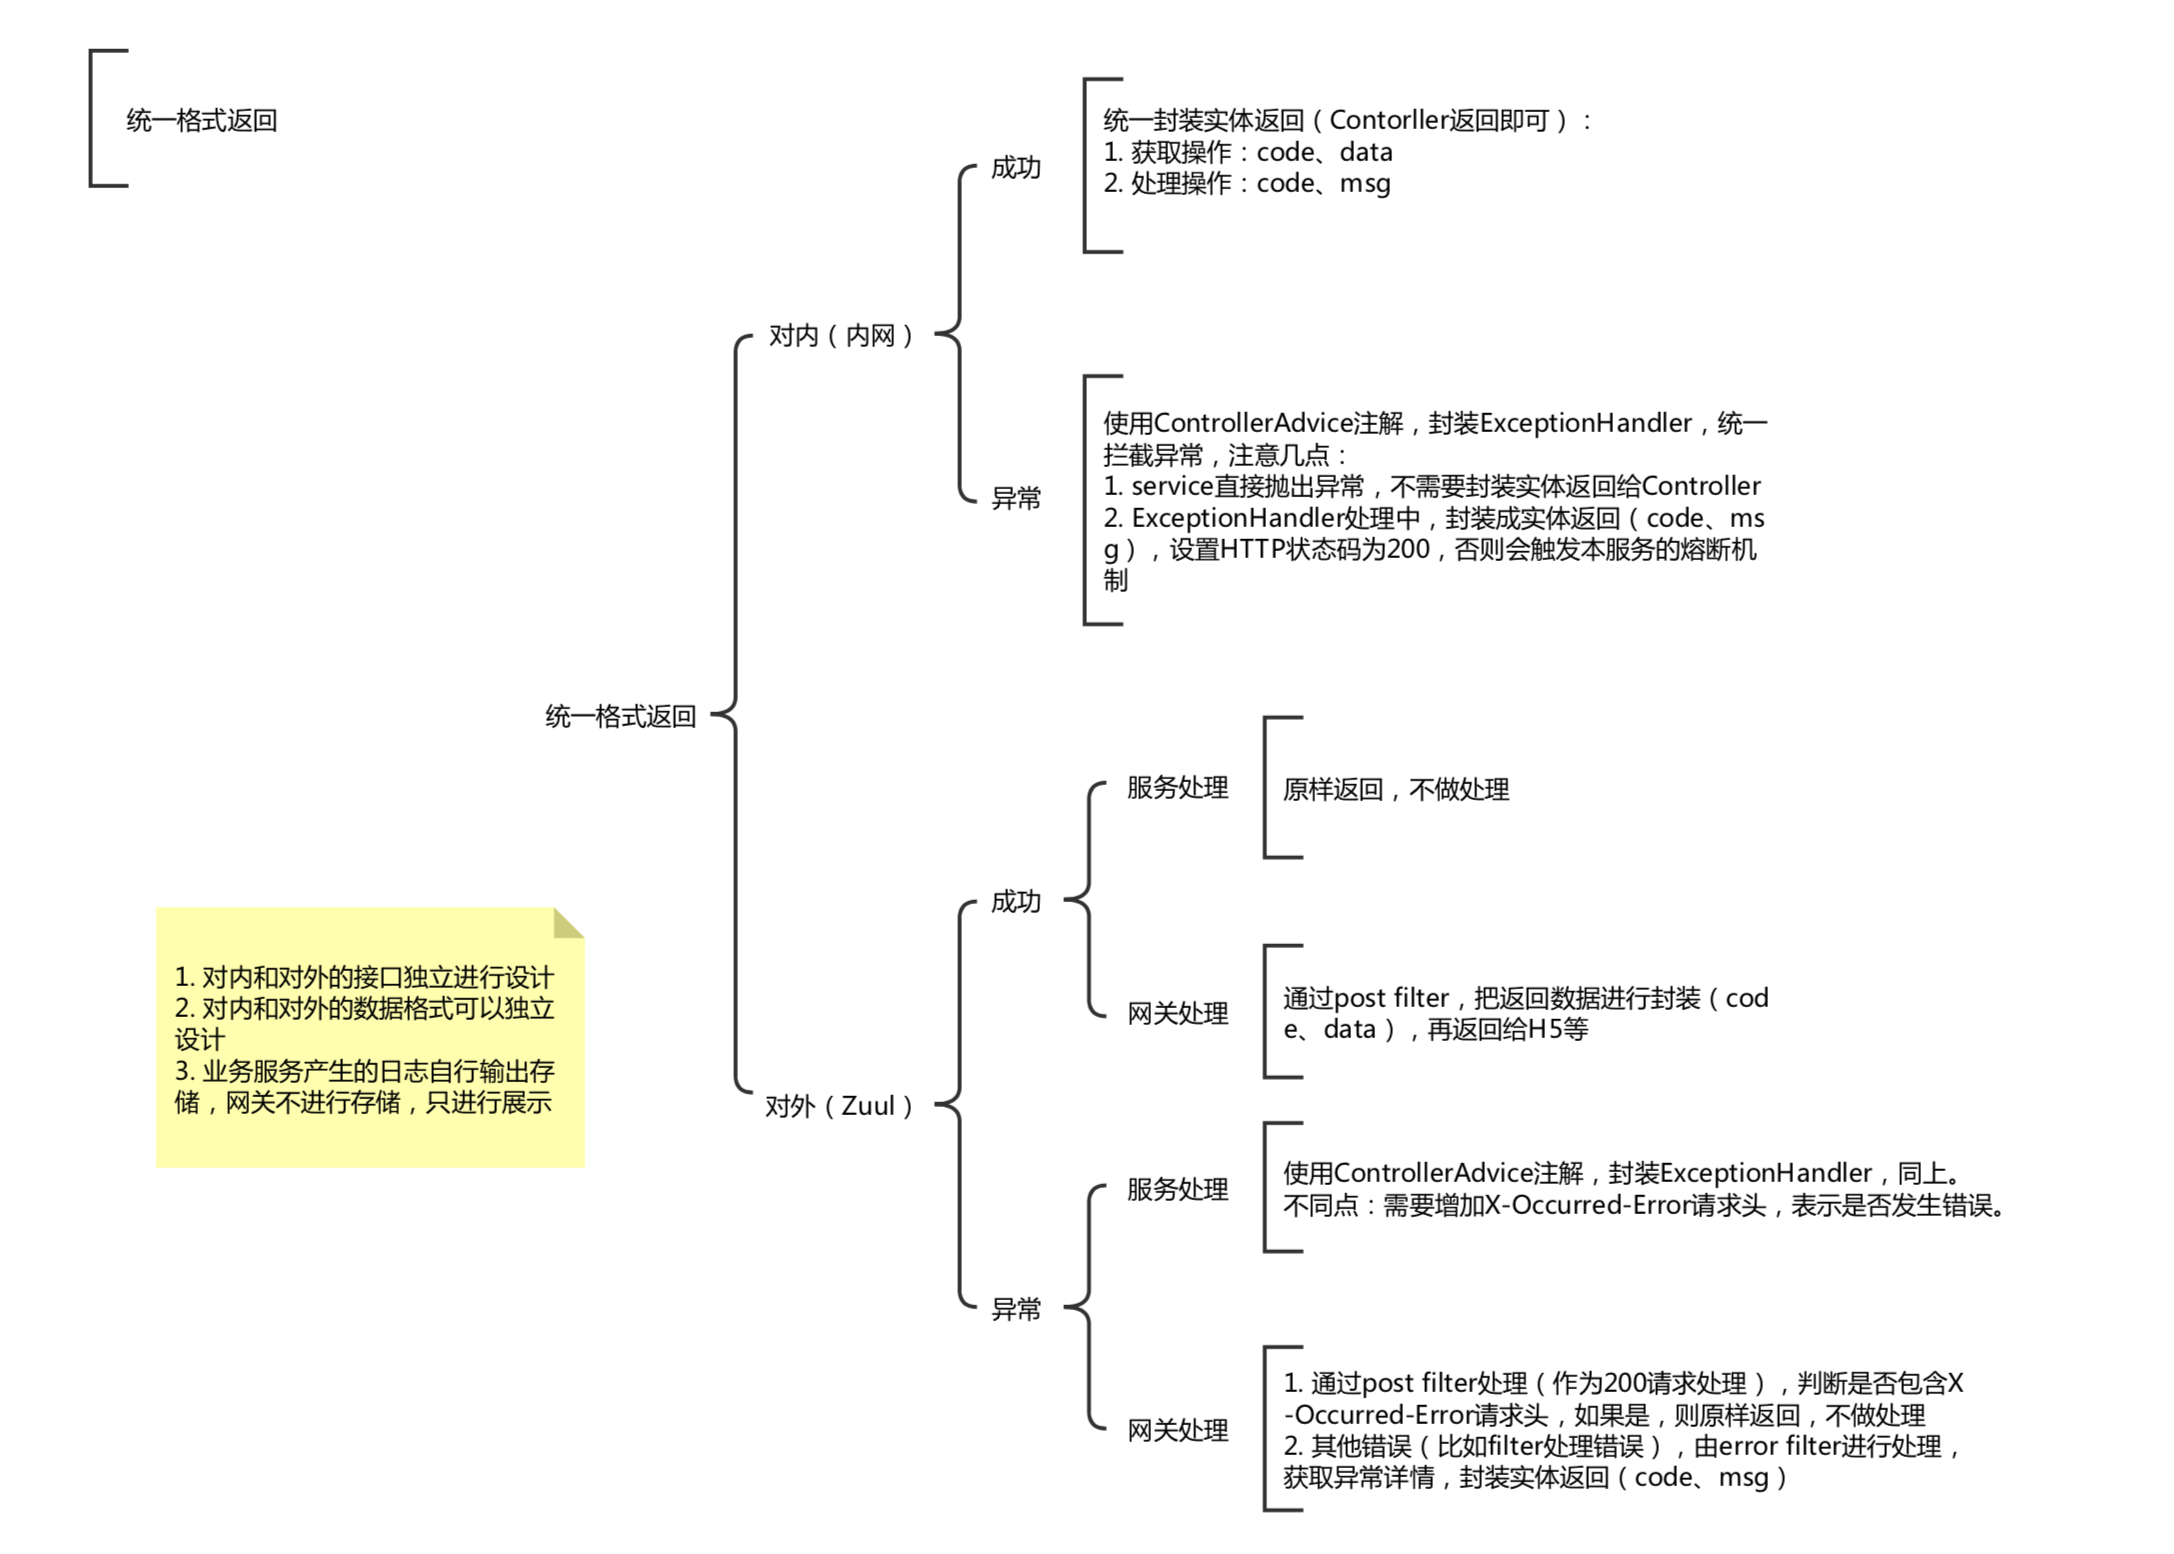 统一格式返回
统一封装实体返回（Contorller返回即可）：
1. 获取操作：code、data
2. 处理操作：code、msg
成功
对内（内网）
使用ControllerAdvice注解，封装ExceptionHandler，统一
拦截异常，注意几点：
1. service直接抛出异常，不需要封装实体返回给Controller
2. ExceptionHandler处理中，封装成实体返回（code、ms
g），设置HTTP状态码为200，否则会触发本服务的熔断机
制
异常
统一格式返回
服务处理
原样返回，不做处理
成功
网关处理
通过post filter，把返回数据进行封装（cod
e、data），再返回给H5等
1. 对内和对外的接口独立进行设计
2. 对内和对外的数据格式可以独立
设计
3. 业务服务产生的日志自行输出存
储，网关不进行存储，只进行展示
对外（Zuul）
服务处理
使用ControllerAdvice注解，封装ExceptionHandler，同上。
不同点：需要增加X-Occurred-Error请求头，表示是否发生错误。
异常
网关处理
1. 通过post filter处理（作为200请求处理），判断是否包含X
-Occurred-Error请求头，如果是，则原样返回，不做处理
2. 其他错误（比如filter处理错误），由error filter进行处理，
获取异常详情，封装实体返回（code、msg）